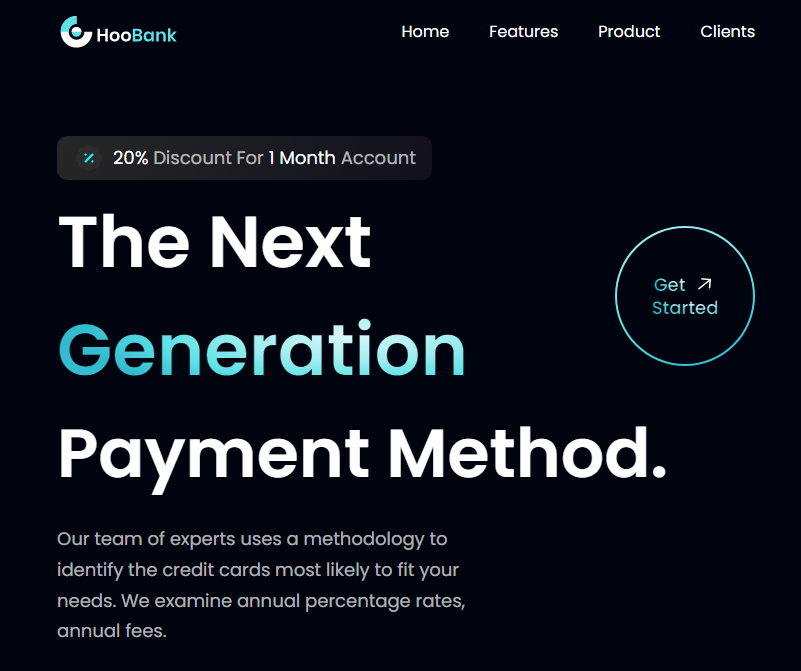 HooBank
Home Features Product Clients
20% Discount For 1 Month Account
The Next
Generation
Payment Method.
Get
Started
Our team of experts uses a methodology to
identify the credit cards most likely to fit your
needs. We examine annual percentage rates,
annual fees.